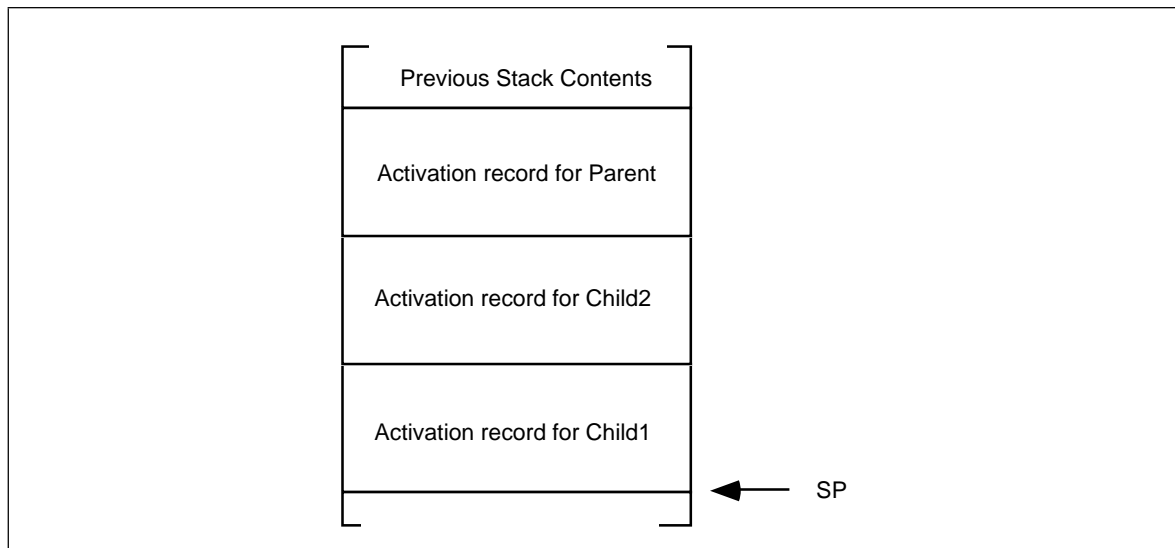 Previous Stack Contents
Activation record for Parent
Activation record for Child2
Activation record for Child1
SP